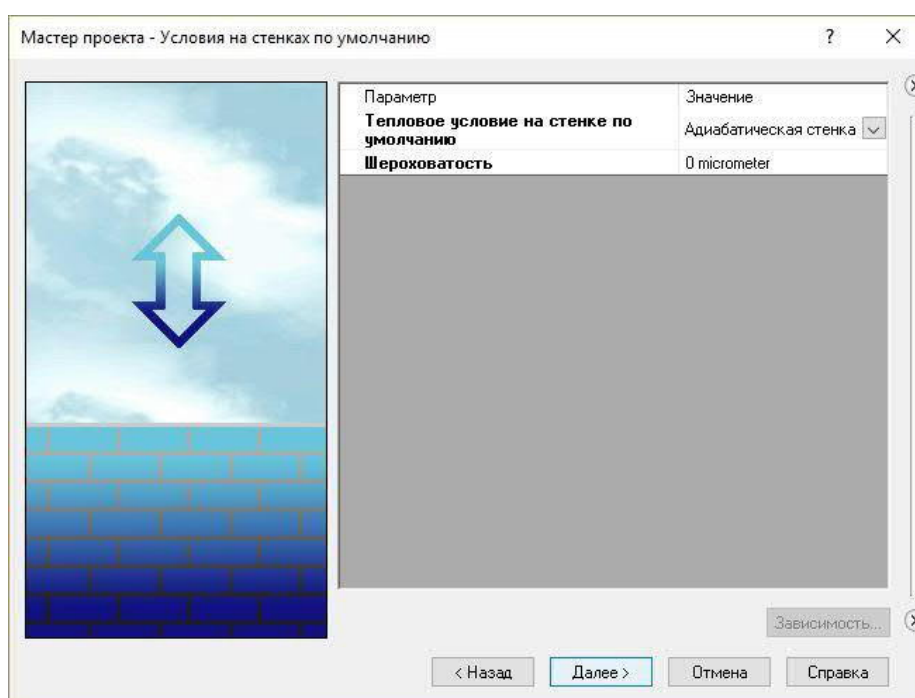 Мастер проекта - Условия на стенках по умолчанию
Параметр Значение
Тепловое условие на стенке по
умолчанию Адиабатическая стенка
Шероховатость 0 micrometer
Зависимость...
< Назад Далее > Отмена Справка